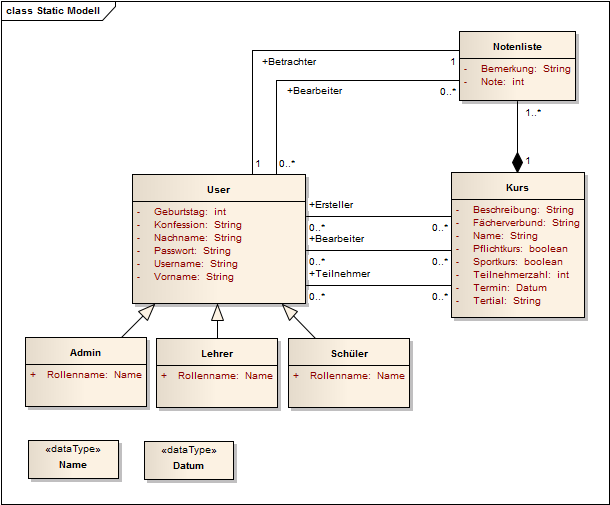 class Static Modell
Notenliste
- Bemerkung: String
- Note: int
+Betrachter
1
+Bearbeiter
0..*
1..*
1
1
0..*
User
- Geburtstag: int
- Konfession: String
- Nachname: String
- Passwort: String
- Username: String
- Vorname: String
Kurs
- Beschreibung: String
- Fächerverbund: String
- Name: String
- Pflichtkurs: boolean
- Sportkurs: boolean
- Teilnehmerzahl: int
- Termin: Datum
- Tertial: String
+Ersteller
0..*
0..*
+Bearbeiter
0..*
0..*
+Teilnehmer
0..*
0..*
Admin
+ Rollenname: Name
Lehrer
+ Rollenname: Name
Schüler
+ Rollenname: Name
«dataType»
Name
«dataType»
Datum